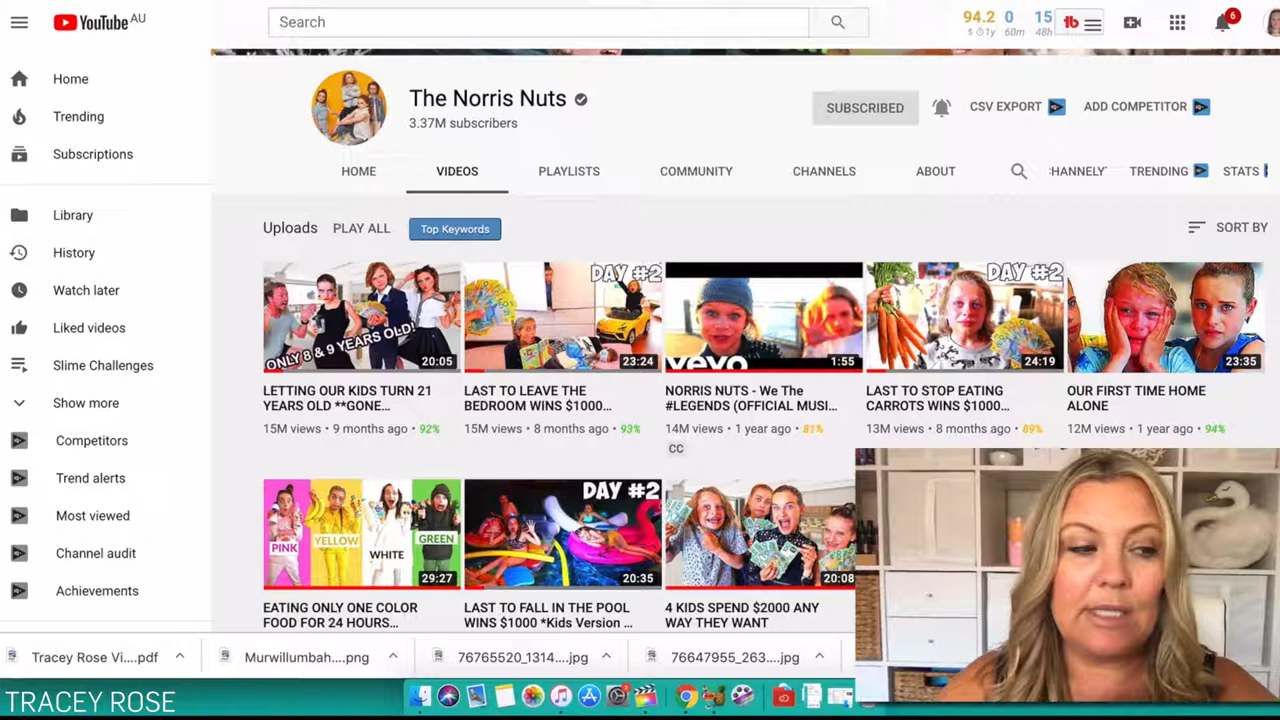 YouTube AU
Search
94.2 0 15
$ 1y 60m 48h
tb
6
Home
Trending
Subscriptions
Library
History
Watch later
Liked videos
Slime Challenges
Show more
Competitors
Trend alerts
Most viewed
Channel audit
Achievements
The Norris Nuts
3.37M subscribers
SUBSCRIBED
CSV EXPORT
ADD COMPETITOR
HOME VIDEOS PLAYLISTS COMMUNITY CHANNELS ABOUT :HANNELY TRENDING STATS
Uploads PLAY ALL Top Keywords SORT BY
ONLY 8 & 9 YEARS OLD!
20:05
DAY #2
23:24
vevo
1:55
DAY #2
24:19
23:35
LETTING OUR KIDS TURN 21
YEARS OLD **GONE...
15M views • 9 months ago • 92%
LAST TO LEAVE THE
BEDROOM WINS $1000...
15M views • 8 months ago • 93%
NORRIS NUTS - We The
#LEGENDS (OFFICIAL MUSI...
14M views • 1 year ago • 81%
CC
LAST TO STOP EATING
CARROTS WINS $1000...
13M views • 8 months ago • 89%
OUR FIRST TIME HOME
ALONE
12M views • 1 year ago • 94%
PINK
YELLOW
WHITE
GREEN
29:27
DAY #2
20:35
20:08
EATING ONLY ONE COLOR
FOOD FOR 24 HOURS...
LAST TO FALL IN THE POOL
WINS $1000 *Kids Version ...
4 KIDS SPEND $2000 ANY
WAY THEY WANT
Tracey Rose Vi....pdf
Murwillumbah....png
76765520_1314....jpg
76647955_263....jpg
TRACEY ROSE